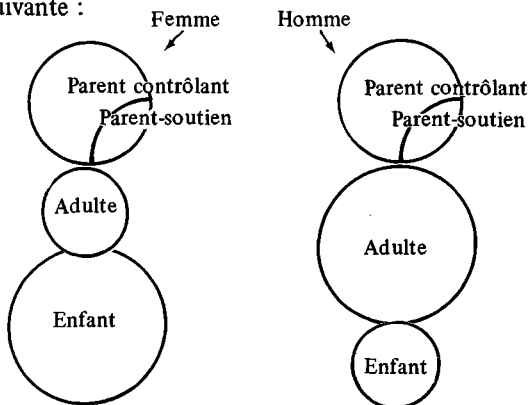 uivante :
Femme
Homme
Parent contrôlant
Parent-soutien
Adulte
Enfant
Parent contrôlant
Parent-soutien
Adulte
Enfant